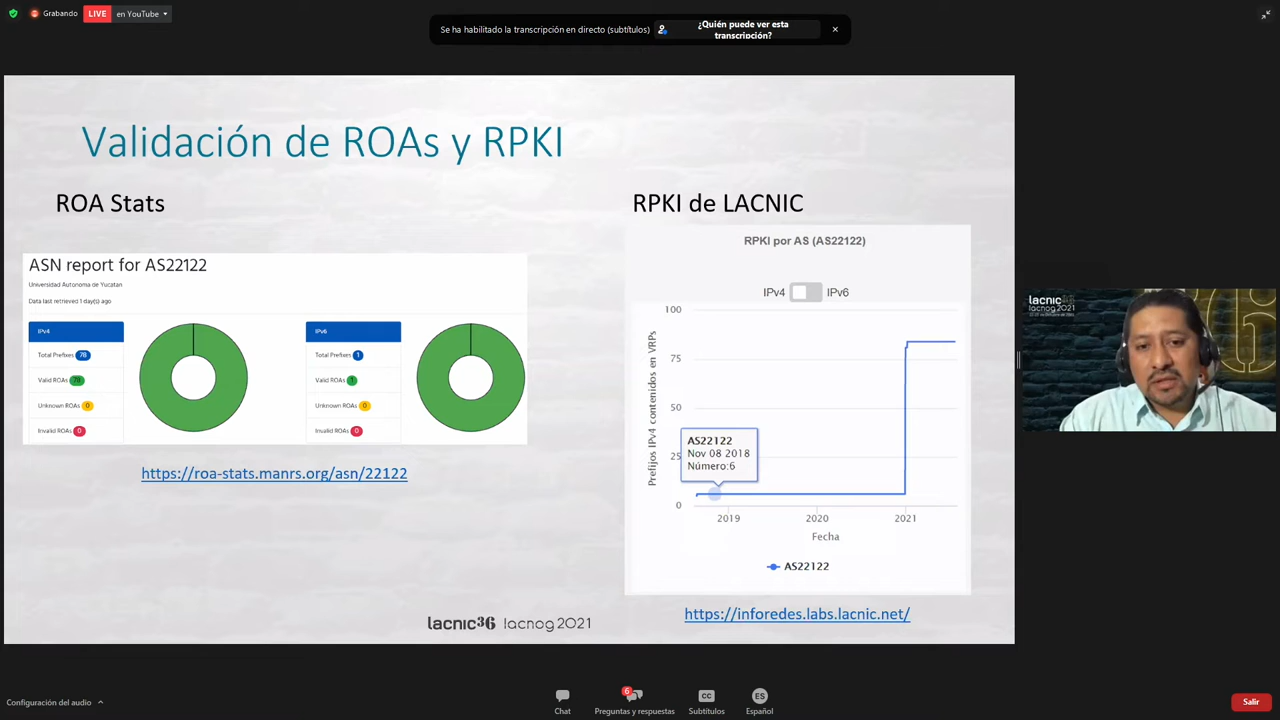 Grabando
LIVE
en YouTube
Se ha habilitado la transcripción en directo (subtítulos)
¿Quién puede ver esta
transcripción?
Validación de ROAs y RPKI
ROA Stats
RPKI de LACNIC
ASN report for AS22122
Universidad Autonoma de Yucatan
Data last retrieved 1 day(s) ago
IPv4
Total Prefixes 78
Valid ROAs 78
Unknown ROAs 0
Invalid ROAs 0
IPv6
Total Prefixes 1
Valid ROAs 1
Unknown ROAs 0
Invalid ROAs 0
https://roa-stats.manrs.org/asn/22122
RPKI por AS (AS22122)
IPv4
IPv6
Prefijos IPv4 contenidos en VRPs
100
75
50
25
0
AS22122
Nov 08 2018
Número:6
2019
2020
2021
Fecha
AS22122
https://inforedes.labs.lacnic.net/
lacnic36 lacnog2021
lacnic36
lacnog2021
Configuración del audio
Chat
6
Preguntas y respuestas
CC
Subtítulos
ES
Español
Salir